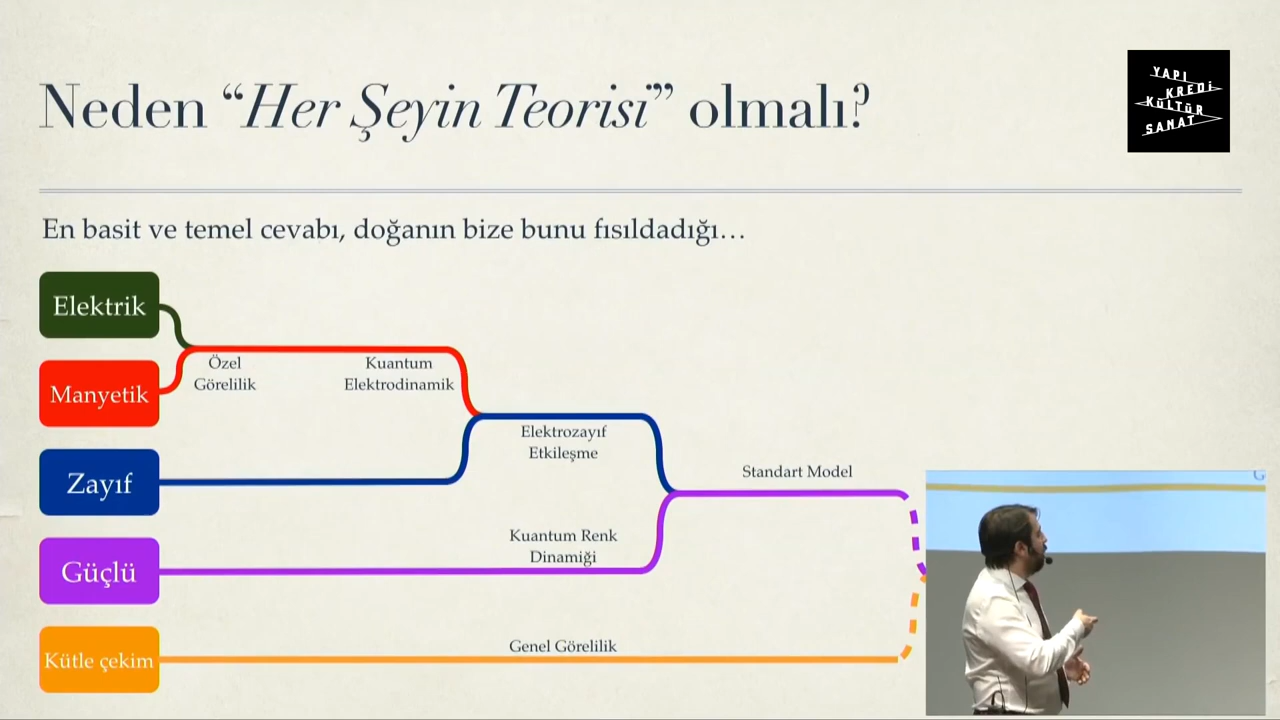 Neden “Her Şeyin Teorisi” olmalı?
YAPI
KREDİ
KÜLTÜR
SANAT
En basit ve temel cevabı, doğanın bize bunu fısıldadığı…
Elektrik
Özel
Görelilik
Kuantum
Elektrodinamik
Manyetik
Elektrozayıf
Etkileşme
Zayıf
Standart Model
Kuantum Renk
Dinamiği
Güçlü
Genel Görelilik
Kütle çekim
G